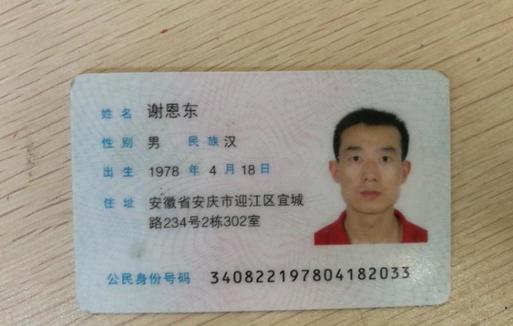 姓名 谢恩东
性别 男 民族 汉
出生 1978 年 4 月 18 日
住址 安徽省安庆市迎江区宜城
路234号2栋302室
公民身份号码 340822197804182033